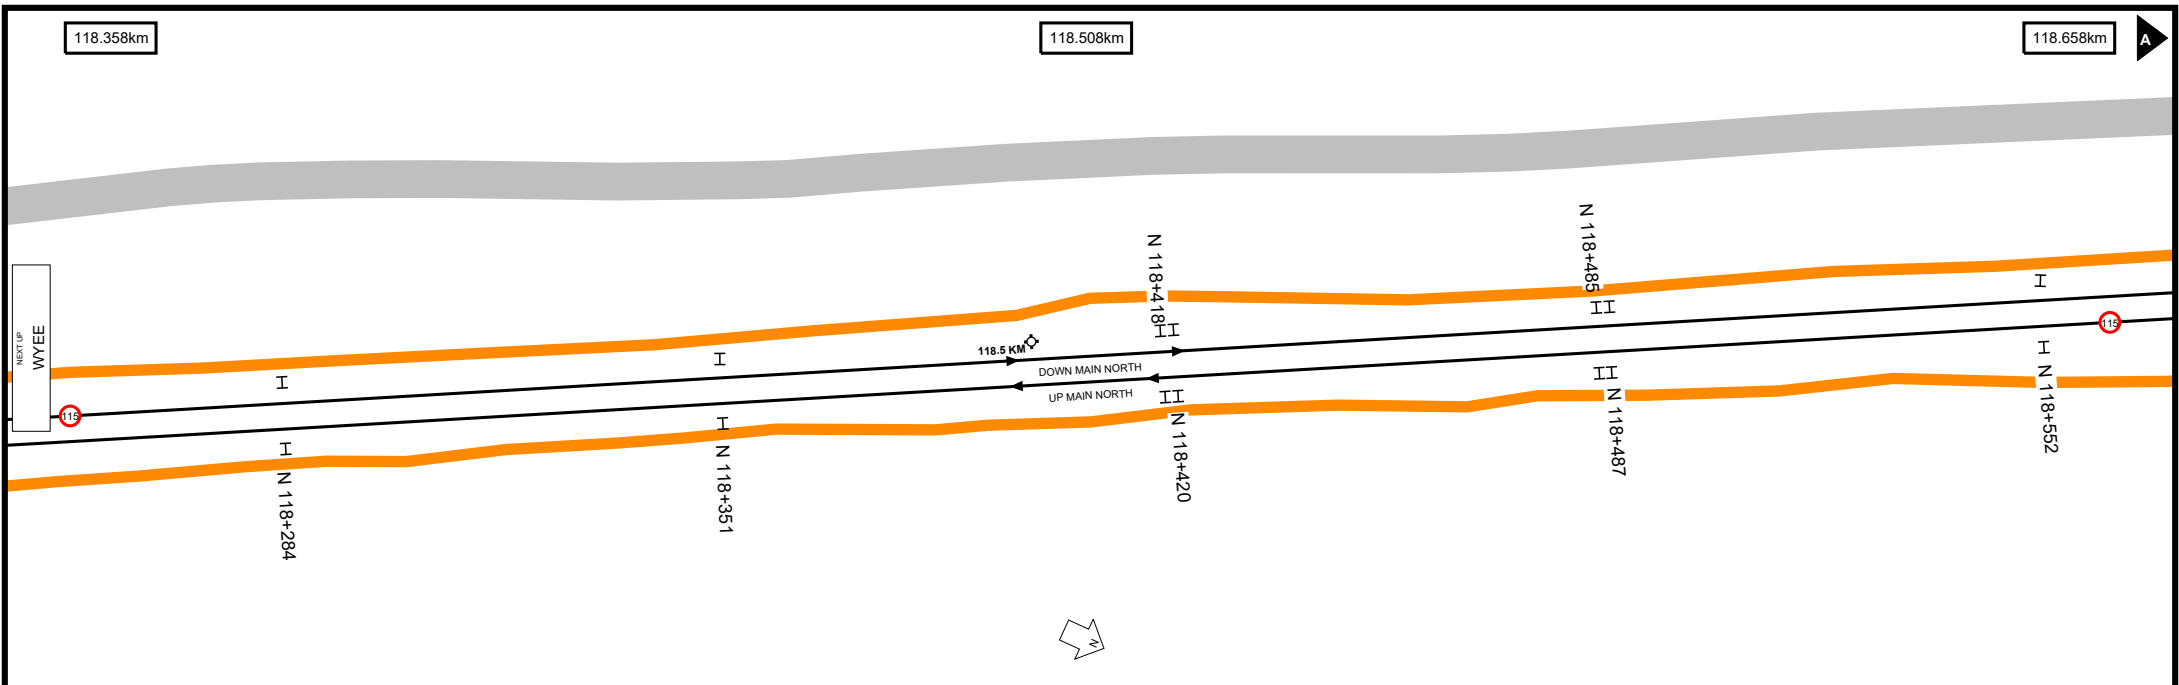 118.358km
118.508km
118.658km
A
N 118+418
N 118+485
NEXT UP
WYEE
115
118.5 KM
DOWN MAIN NORTH
UP MAIN NORTH
115
N 118+284
N 118+351
N 118+420
N 118+487
N 118+552
N